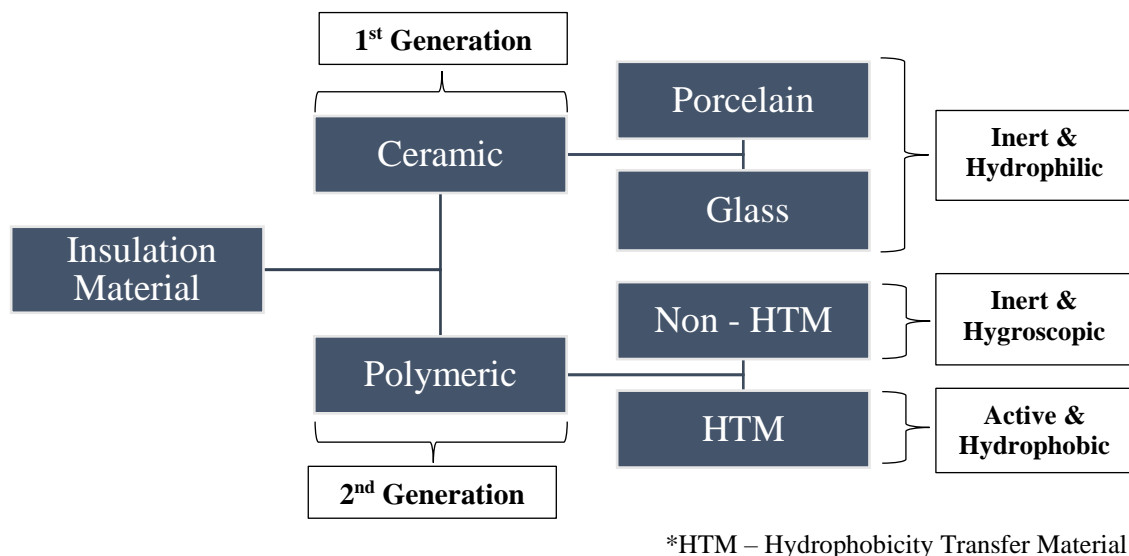 1st Generation
Ceramic
Porcelain
Glass
Inert &
Hydrophilic
Insulation
Material
Polymeric
2nd Generation
Non - HTM
Inert &
Hygroscopic
HTM
Active &
Hydrophobic
*HTM – Hydrophobicity Transfer Material